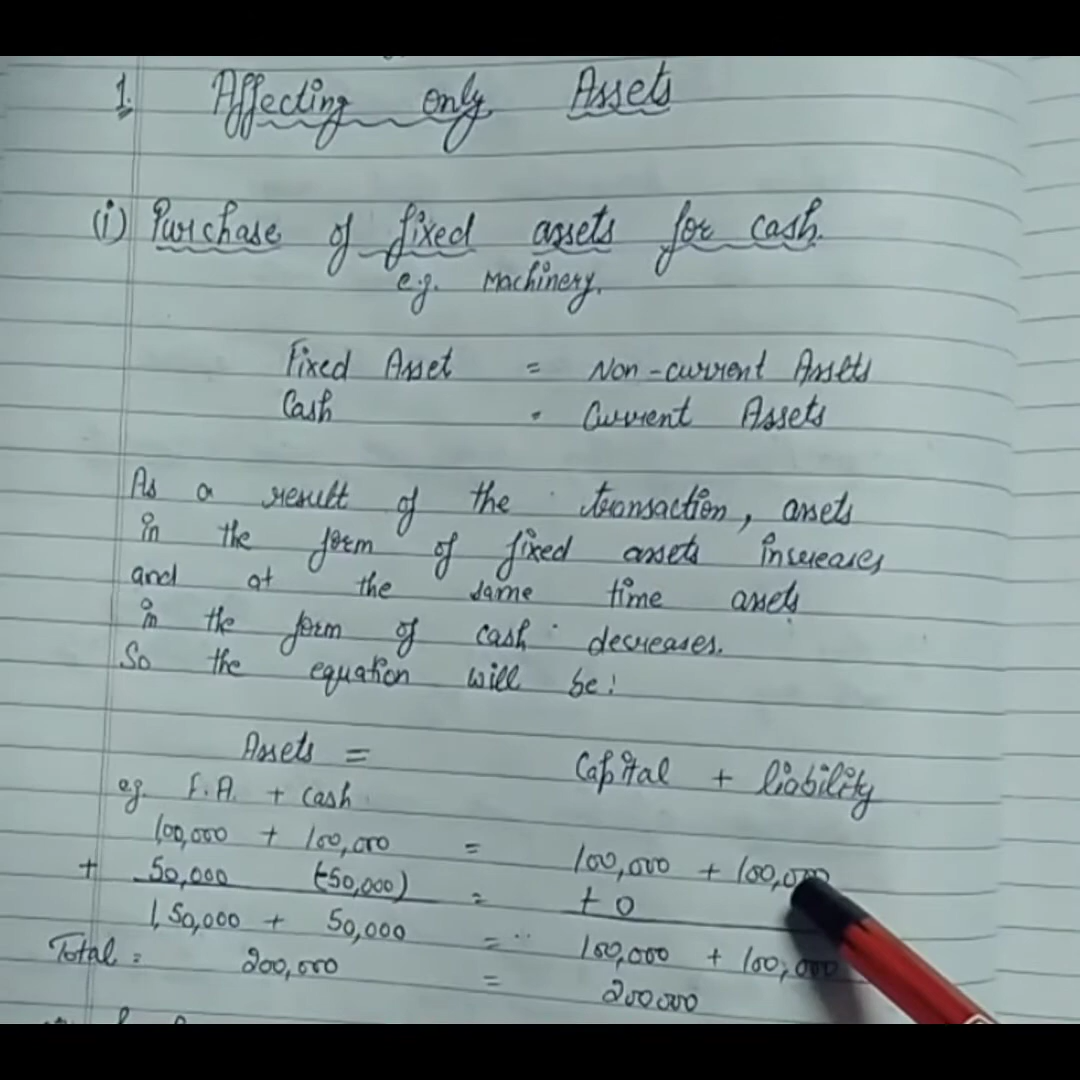 1. Affecting only Assets
(i) Purchase of fixed assets for cash.
e.g. Machinery.
Fixed Asset = Non-current Assets
Cash = Current Assets
As a result of the transaction, assets
in the form of fixed assets increases
and at the same time assets
in the form of cash decreases.
So the equation will be:
Assets = Capital + liability
eg. F.A. + cash
100,000 + 100,000 = 100,000 + 100,000
+ 50,000 (-50,000) = + 0
1,50,000 + 50,000 = 100,000 + 100,000
Total = 200,000 = 200000